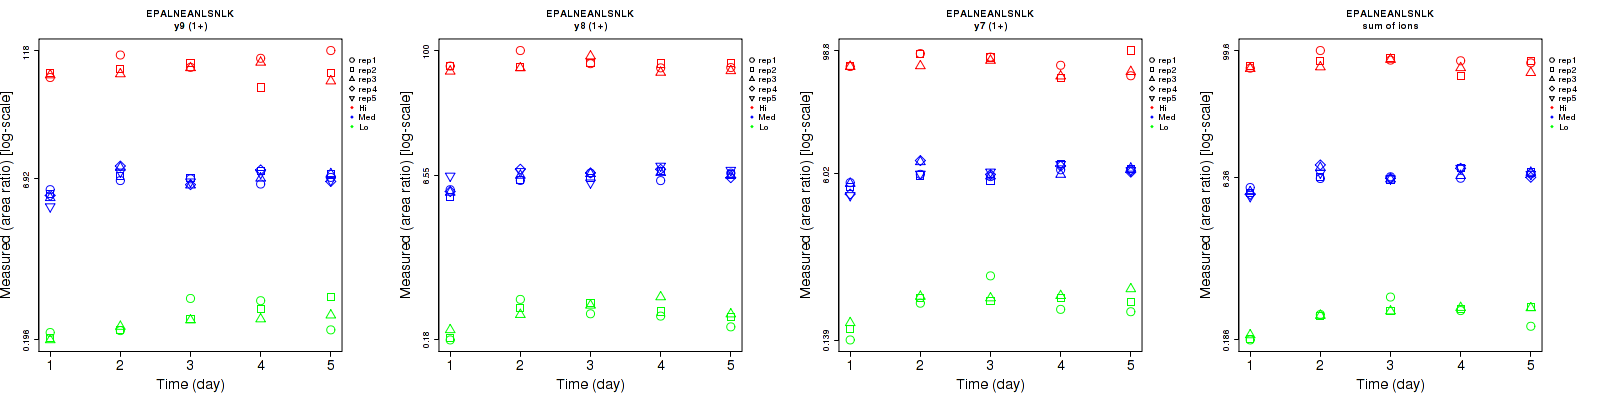 EPALNEANLSNLK
y9 (1+)
118
6.92
0.196
Measured (area ratio) [log-scale]
1 2 3 4 5
Time (day)
rep1
rep2
rep3
rep4
rep5
Hi
Med
Lo
EPALNEANLSNLK
y8 (1+)
100
6.55
0.18
Measured (area ratio) [log-scale]
1 2 3 4 5
Time (day)
rep1
rep2
rep3
rep4
rep5
Hi
Med
Lo
EPALNEANLSNLK
y7 (1+)
98.8
6.02
0.139
Measured (area ratio) [log-scale]
1 2 3 4 5
Time (day)
rep1
rep2
rep3
rep4
rep5
Hi
Med
Lo
EPALNEANLSNLK
sum of ions
99.8
6.36
0.186
Measured (area ratio) [log-scale]
1 2 3 4 5
Time (day)
rep1
rep2
rep3
rep4
rep5
Hi
Med
Lo